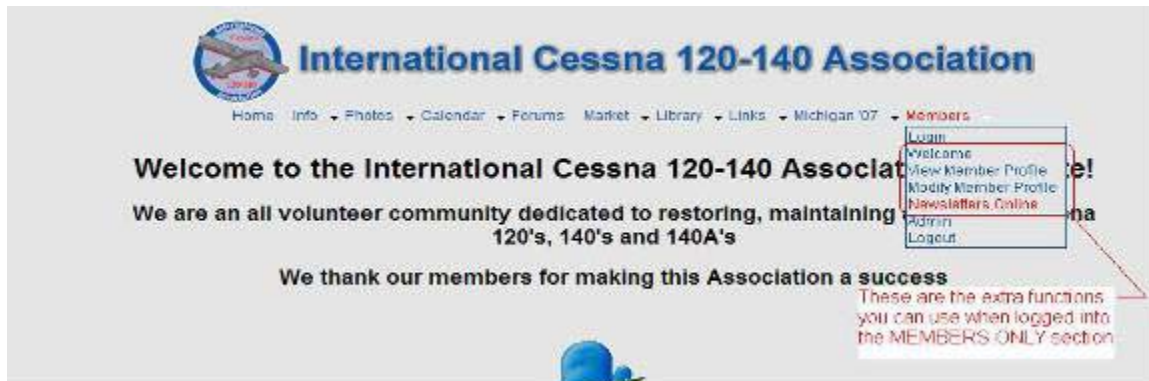 International Cessna 120-140 Association
Home Info Photos Calendar Forums Market Library Links Michigan '07 Members
Login
Welcome
View Member Profile
Modify Member Profile
Newsletters Online
Admin
Logout
Welcome to the International Cessna 120-140 Associat e!
We are an all volunteer community dedicated to restoring, maintaining na
120's, 140's and 140A's
We thank our members for making this Association a success
These are the extra functions
you can use when logged into
the MEMBERS ONLY section